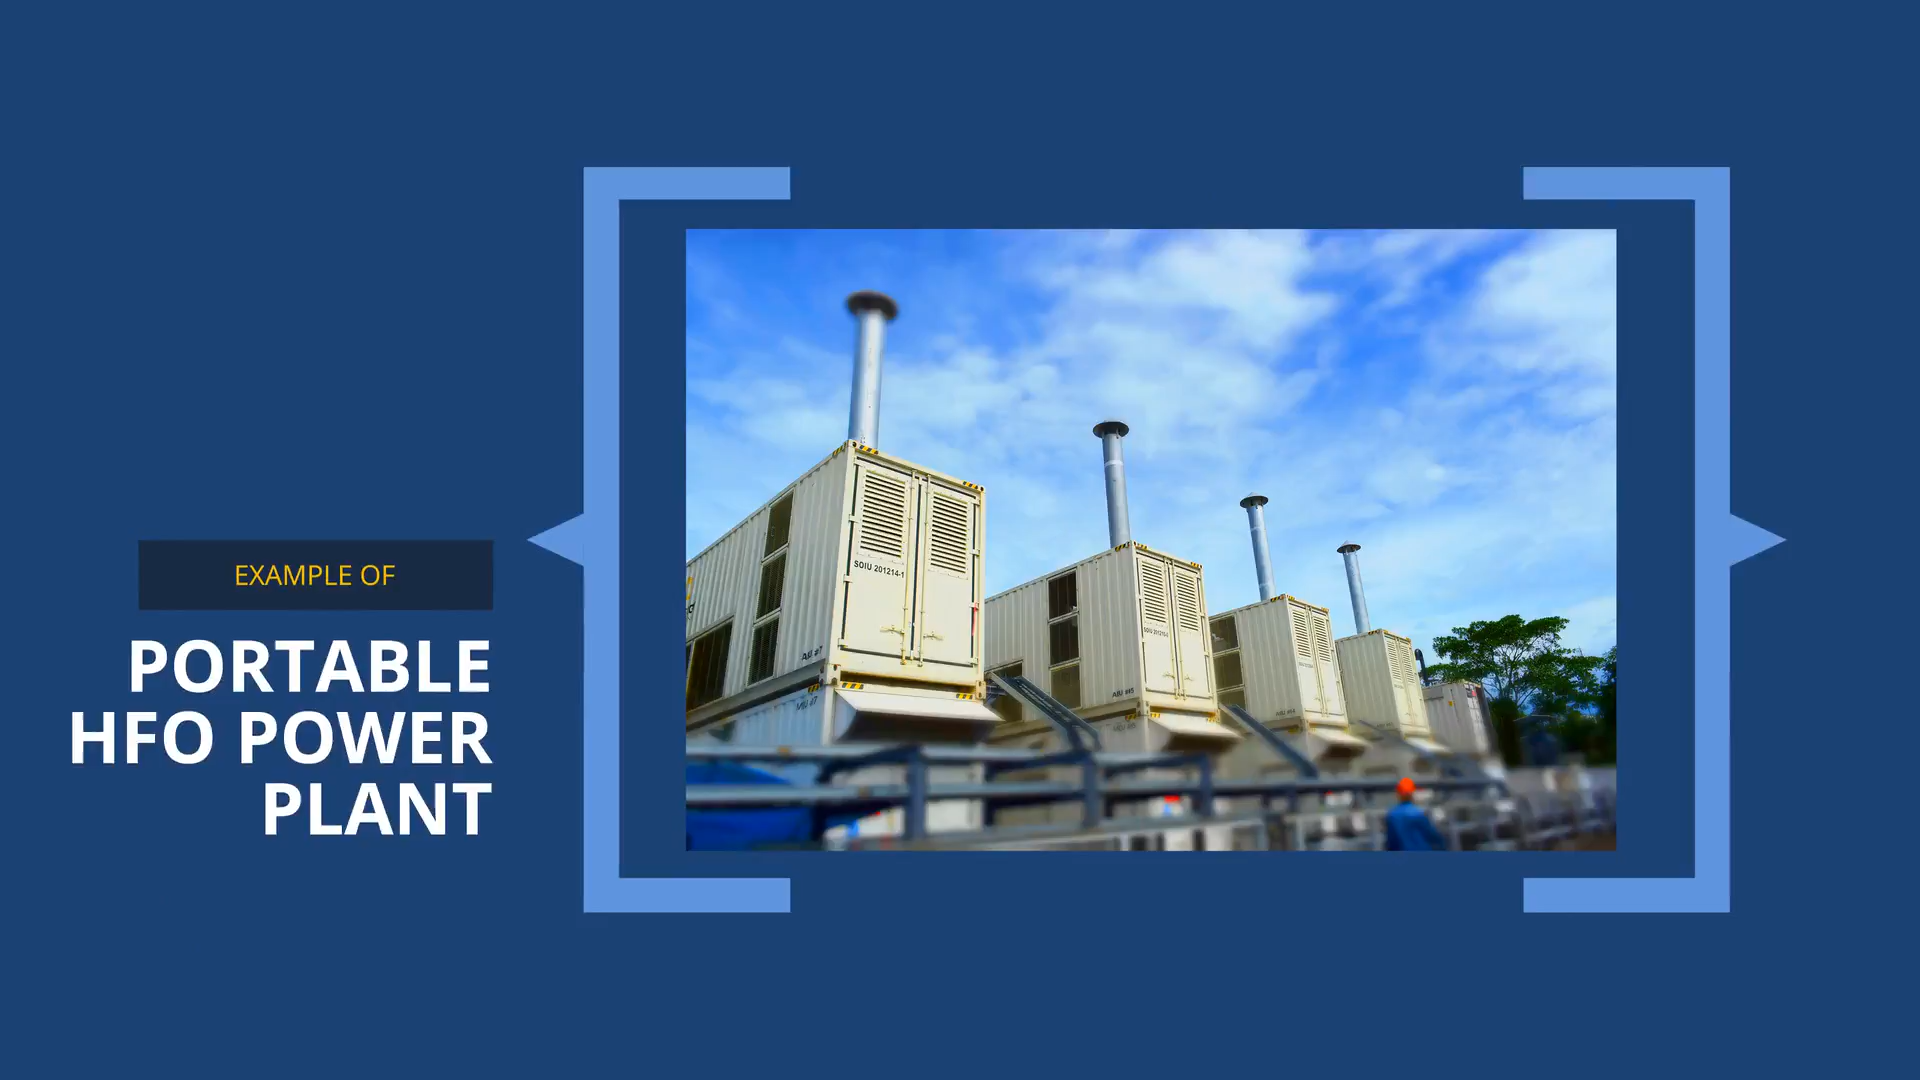 EXAMPLE OF
PORTABLE
HFO POWER
PLANT
SOIU 201214-1